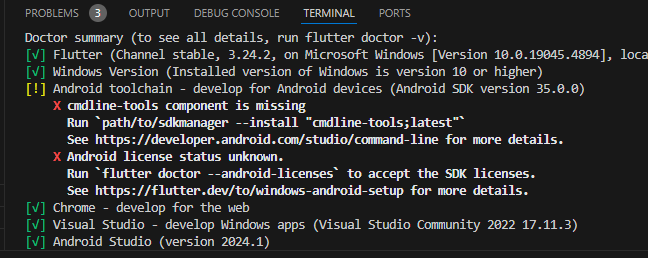 PROBLEMS 3 OUTPUT DEBUG CONSOLE TERMINAL PORTS
Doctor summary (to see all details, run flutter doctor -v):
[√] Flutter (Channel stable, 3.24.2, on Microsoft Windows [Version 10.0.19045.4894], loca
[√] Windows Version (Installed version of Windows is version 10 or higher)
[!] Android toolchain - develop for Android devices (Android SDK version 35.0.0)
X cmdline-tools component is missing
Run `path/to/sdkmanager --install "cmdline-tools;latest"`
See https://developer.android.com/studio/command-line for more details.
X Android license status unknown.
Run `flutter doctor --android-licenses` to accept the SDK licenses.
See https://flutter.dev/to/windows-android-setup for more details.
[√] Chrome - develop for the web
[√] Visual Studio - develop Windows apps (Visual Studio Community 2022 17.11.3)
[√] Android Studio (version 2024.1)